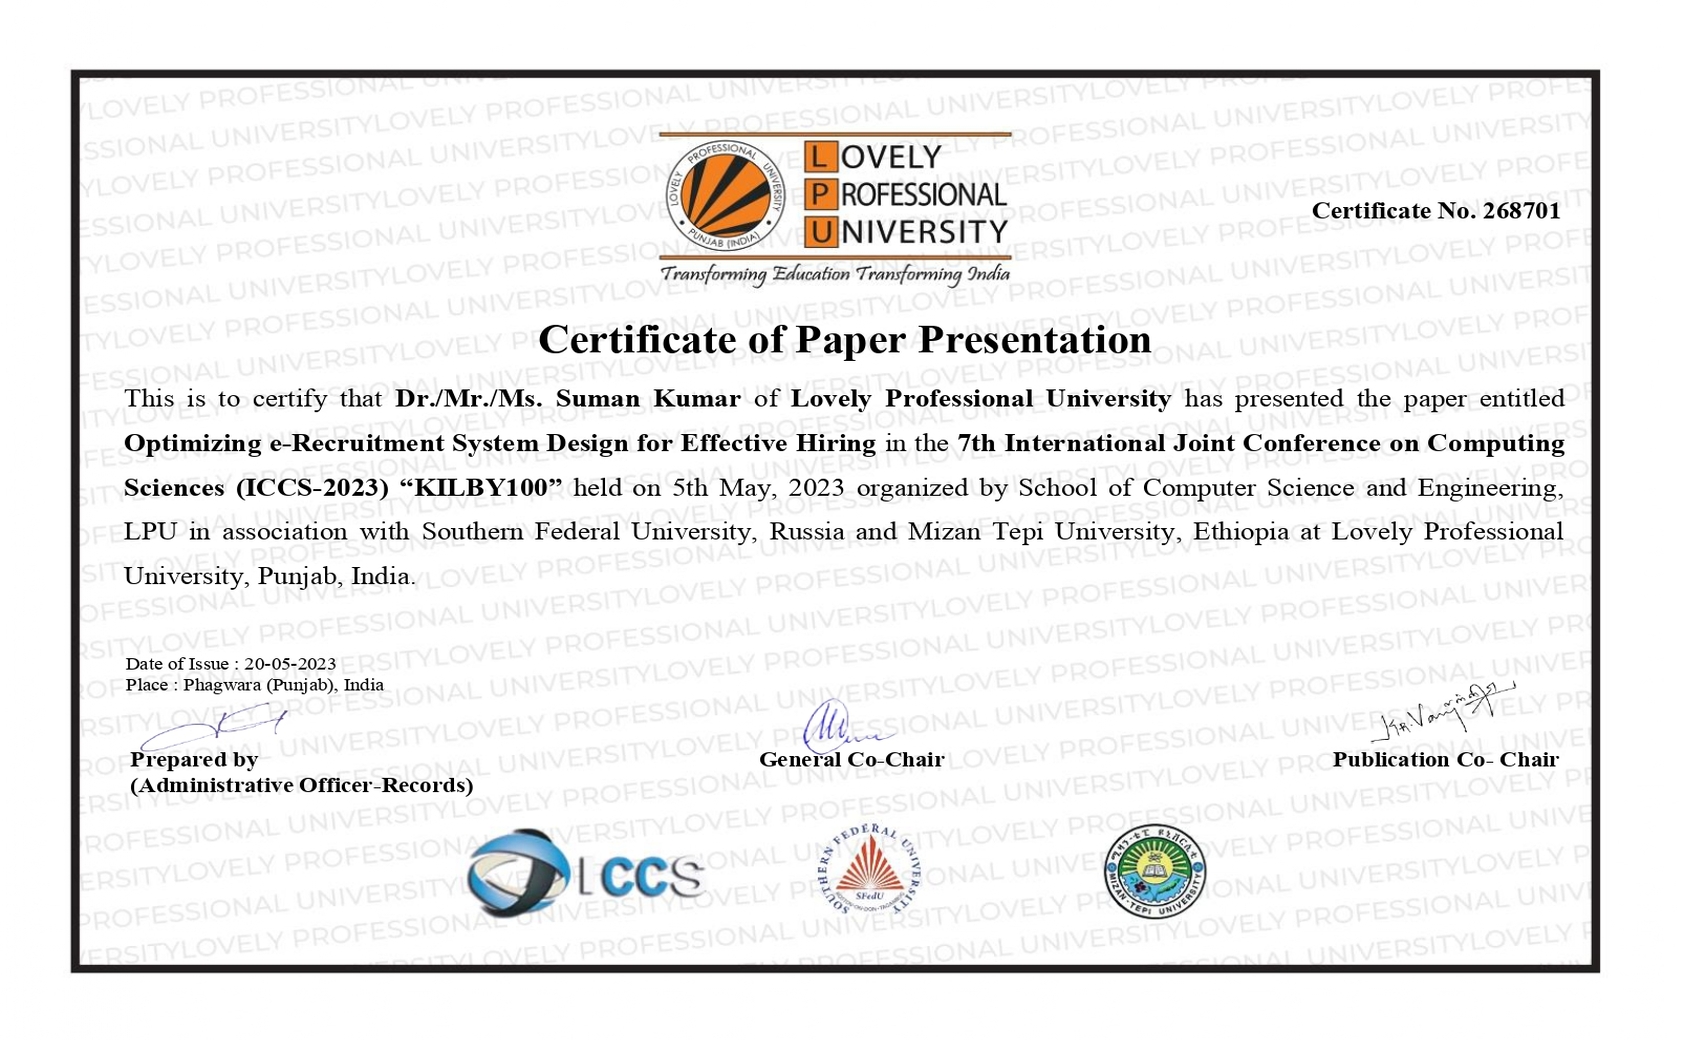 LOVELY PROFESSIONAL UNIVERSITY
PUNJAB (INDIA)
LOVELY
PROFESSIONAL
UNIVERSITY
Transforming Education Transforming India
Certificate No. 268701
Certificate of Paper Presentation
This is to certify that Dr./Mr./Ms. Suman Kumar of Lovely Professional University has presented the paper entitled
Optimizing e-Recruitment System Design for Effective Hiring in the 7th International Joint Conference on Computing
Sciences (ICCS-2023) “KILBY100” held on 5th May, 2023 organized by School of Computer Science and Engineering,
LPU in association with Southern Federal University, Russia and Mizan Tepi University, Ethiopia at Lovely Professional
University, Punjab, India.
Date of Issue : 20-05-2023
Place : Phagwara (Punjab), India
Prepared by
(Administrative Officer-Records)
General Co-Chair
Publication Co- Chair
ICCS
SOUTHERN FEDERAL UNIVERSITY
SFedU
MIZAN-TEPI UNIVERSITY